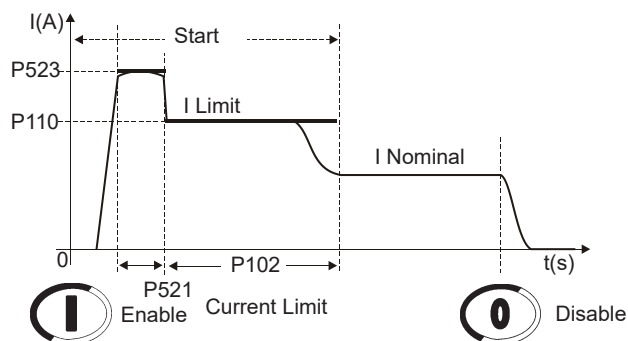 I(A)
Start
P523
P110
I Limit
I Nominal
0
P102
t(s)
P521
I Enable
Current Limit
0 Disable